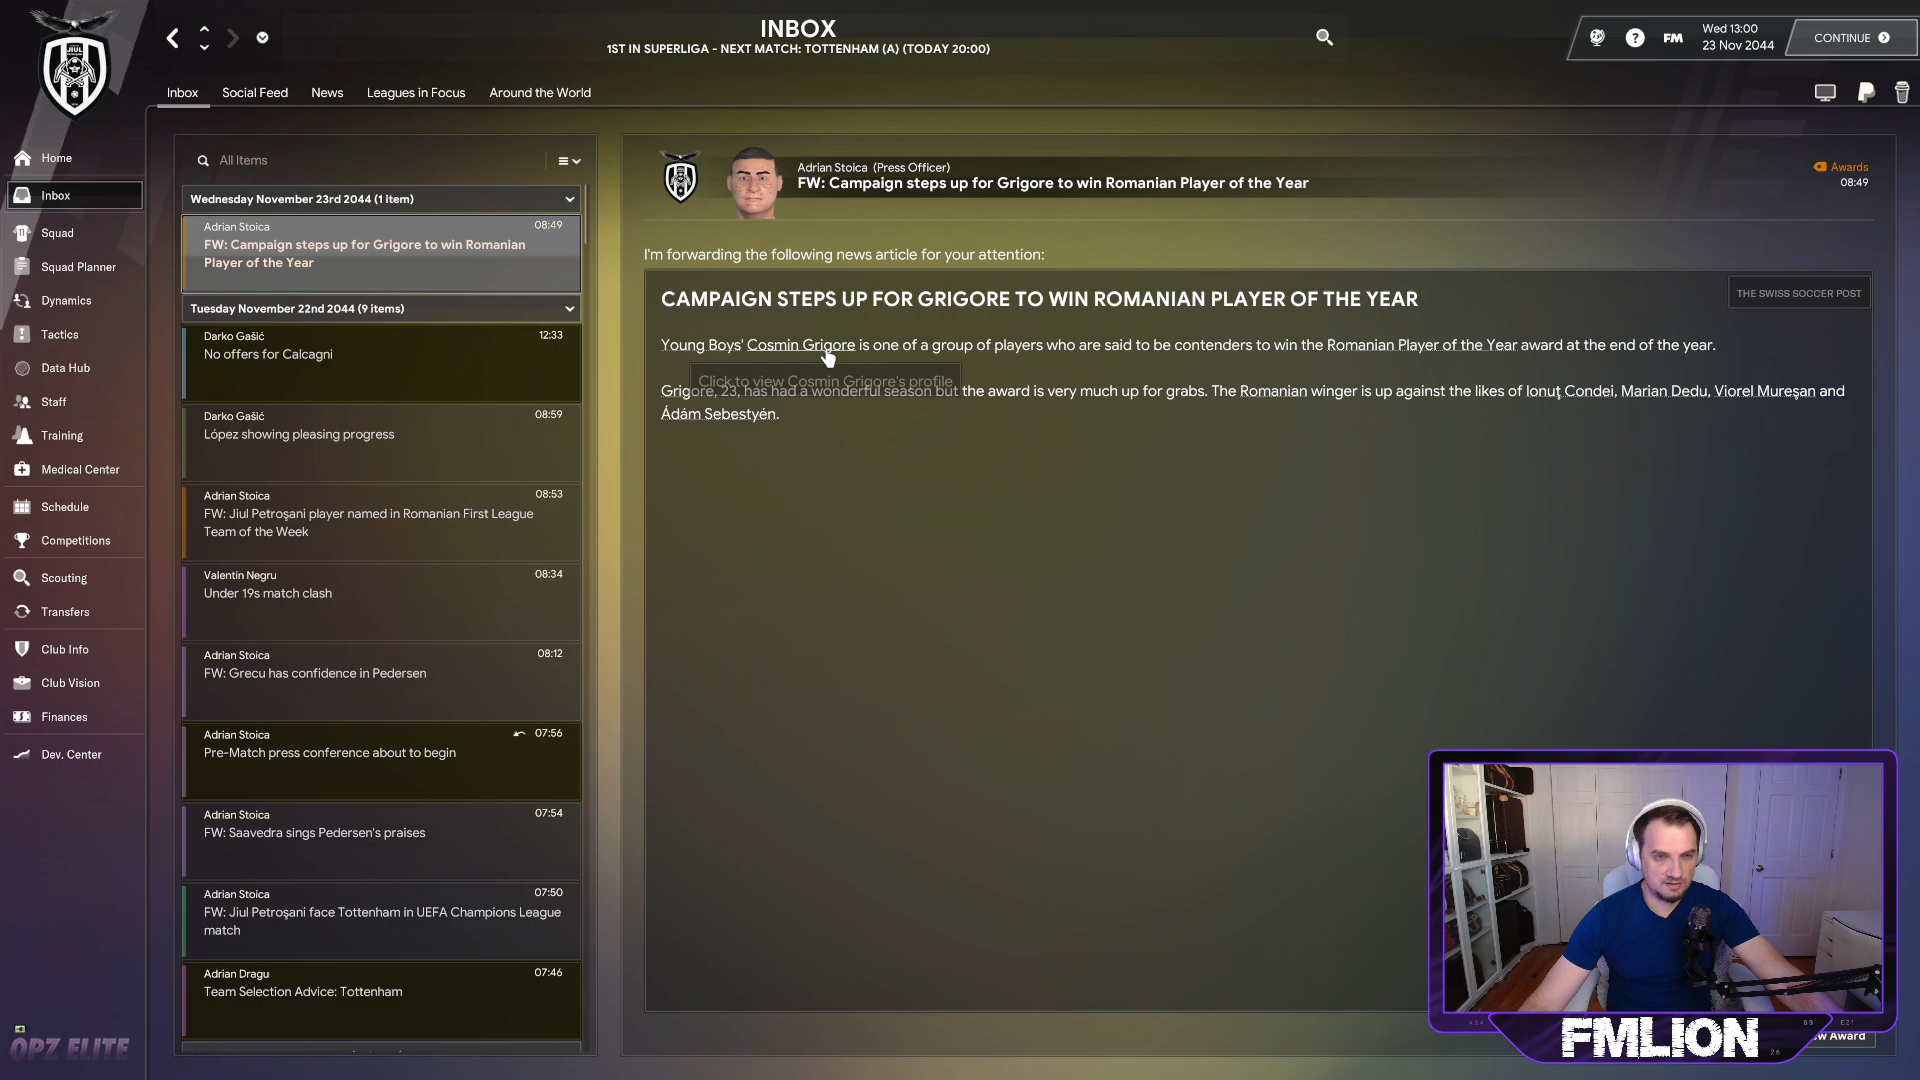 INBOX
1ST IN SUPERLIGA - NEXT MATCH: TOTTENHAM (A) (TODAY 20:00)
FM
Wed 13:00
23 Nov 2044
CONTINUE
Inbox
Social Feed
News
Leagues in Focus
Around the World
Home
Inbox
Squad
Squad Planner
Dynamics
Tactics
Data Hub
Staff
Training
Medical Center
Schedule
Competitions
Scouting
Transfers
Club Info
Club Vision
Finances
Dev. Center
OPZ ELITE
All Items
Wednesday November 23rd 2044 (1 item)
Adrian Stoica
08:49
FW: Campaign steps up for Grigore to win Romanian
Player of the Year
Tuesday November 22nd 2044 (9 items)
Darko Gašić
12:33
No offers for Calcagni
Darko Gašić
08:59
López showing pleasing progress
Adrian Stoica
08:53
FW: Jiul Petroşani player named in Romanian First League
Team of the Week
Valentin Negru
08:34
Under 19s match clash
Adrian Stoica
08:12
FW: Grecu has confidence in Pedersen
Adrian Stoica
07:56
Pre-Match press conference about to begin
Adrian Stoica
07:54
FW: Saavedra sings Pedersen's praises
Adrian Stoica
07:50
FW: Jiul Petroşani face Tottenham in UEFA Champions League
match
Adrian Dragu
07:46
Team Selection Advice: Tottenham
Adrian Stoica (Press Officer)
FW: Campaign steps up for Grigore to win Romanian Player of the Year
Awards
08:49
I'm forwarding the following news article for your attention:
CAMPAIGN STEPS UP FOR GRIGORE TO WIN ROMANIAN PLAYER OF THE YEAR
THE SWISS SOCCER POST
Young Boys' Cosmin Grigore is one of a group of players who are said to be contenders to win the Romanian Player of the Year award at the end of the year.
Click to view Cosmin Grigore's profile
Grigore, 23, has had a wonderful season but the award is very much up for grabs. The Romanian winger is up against the likes of Ionuţ Condei, Marian Dedu, Viorel Mureşan and
Ádám Sebestyén.
A54
69
E2T
FMLION
26
Award